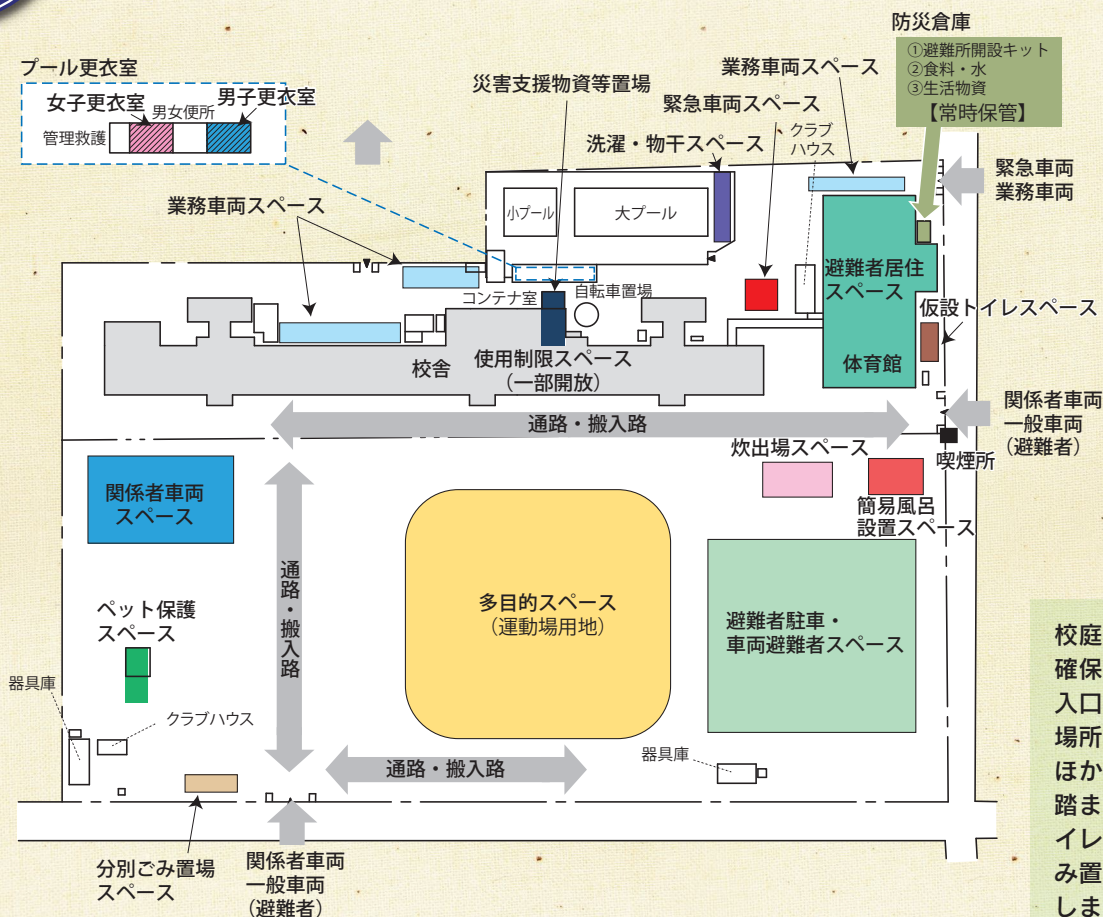 防災倉庫
①避難所開設キット
②食料・水
③生活物資
【常時保管】
プール更衣室
女子更衣室
男女便所
男子更衣室
管理救護
災害支援物資等置場
業務車両スペース
緊急車両スペース
クラブ
ハウス
洗濯・物干スペース
緊急車両
業務車両
業務車両スペース
小プール
大プール
避難者居住
スペース
コンテナ室
自転車置場
仮設トイレスペース
校舎
使用制限スペース
(一部開放)
体育館
関係者車両
一般車両
(避難者)
通路・搬入路
炊出場スペース
喫煙所
関係者車両
スペース
簡易風呂
設置スペース
通路・搬入路
多目的スペース
(運動場用地)
避難者駐車・
車両避難者スペース
ペット保護
スペース
器具庫
クラブハウス
通路・搬入路
器具庫
分別ごみ置場
スペース
関係者車両
一般車両
(避難者)
校庭
確保
入口
場所
ほか
踏ま
イレ
み置
しま